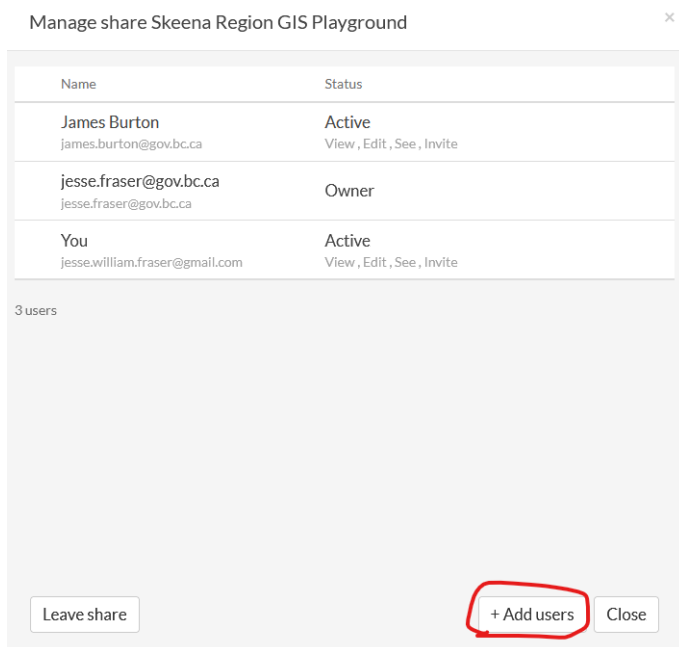 Manage share Skeena Region GIS Playground
×
Name Status
James Burton Active
james.burton@gov.bc.ca View , Edit , See , Invite
jesse.fraser@gov.bc.ca
jesse.fraser@gov.bc.ca Owner
You Active
jesse.william.fraser@gmail.com View , Edit , See , Invite
3 users
Leave share + Add users Close